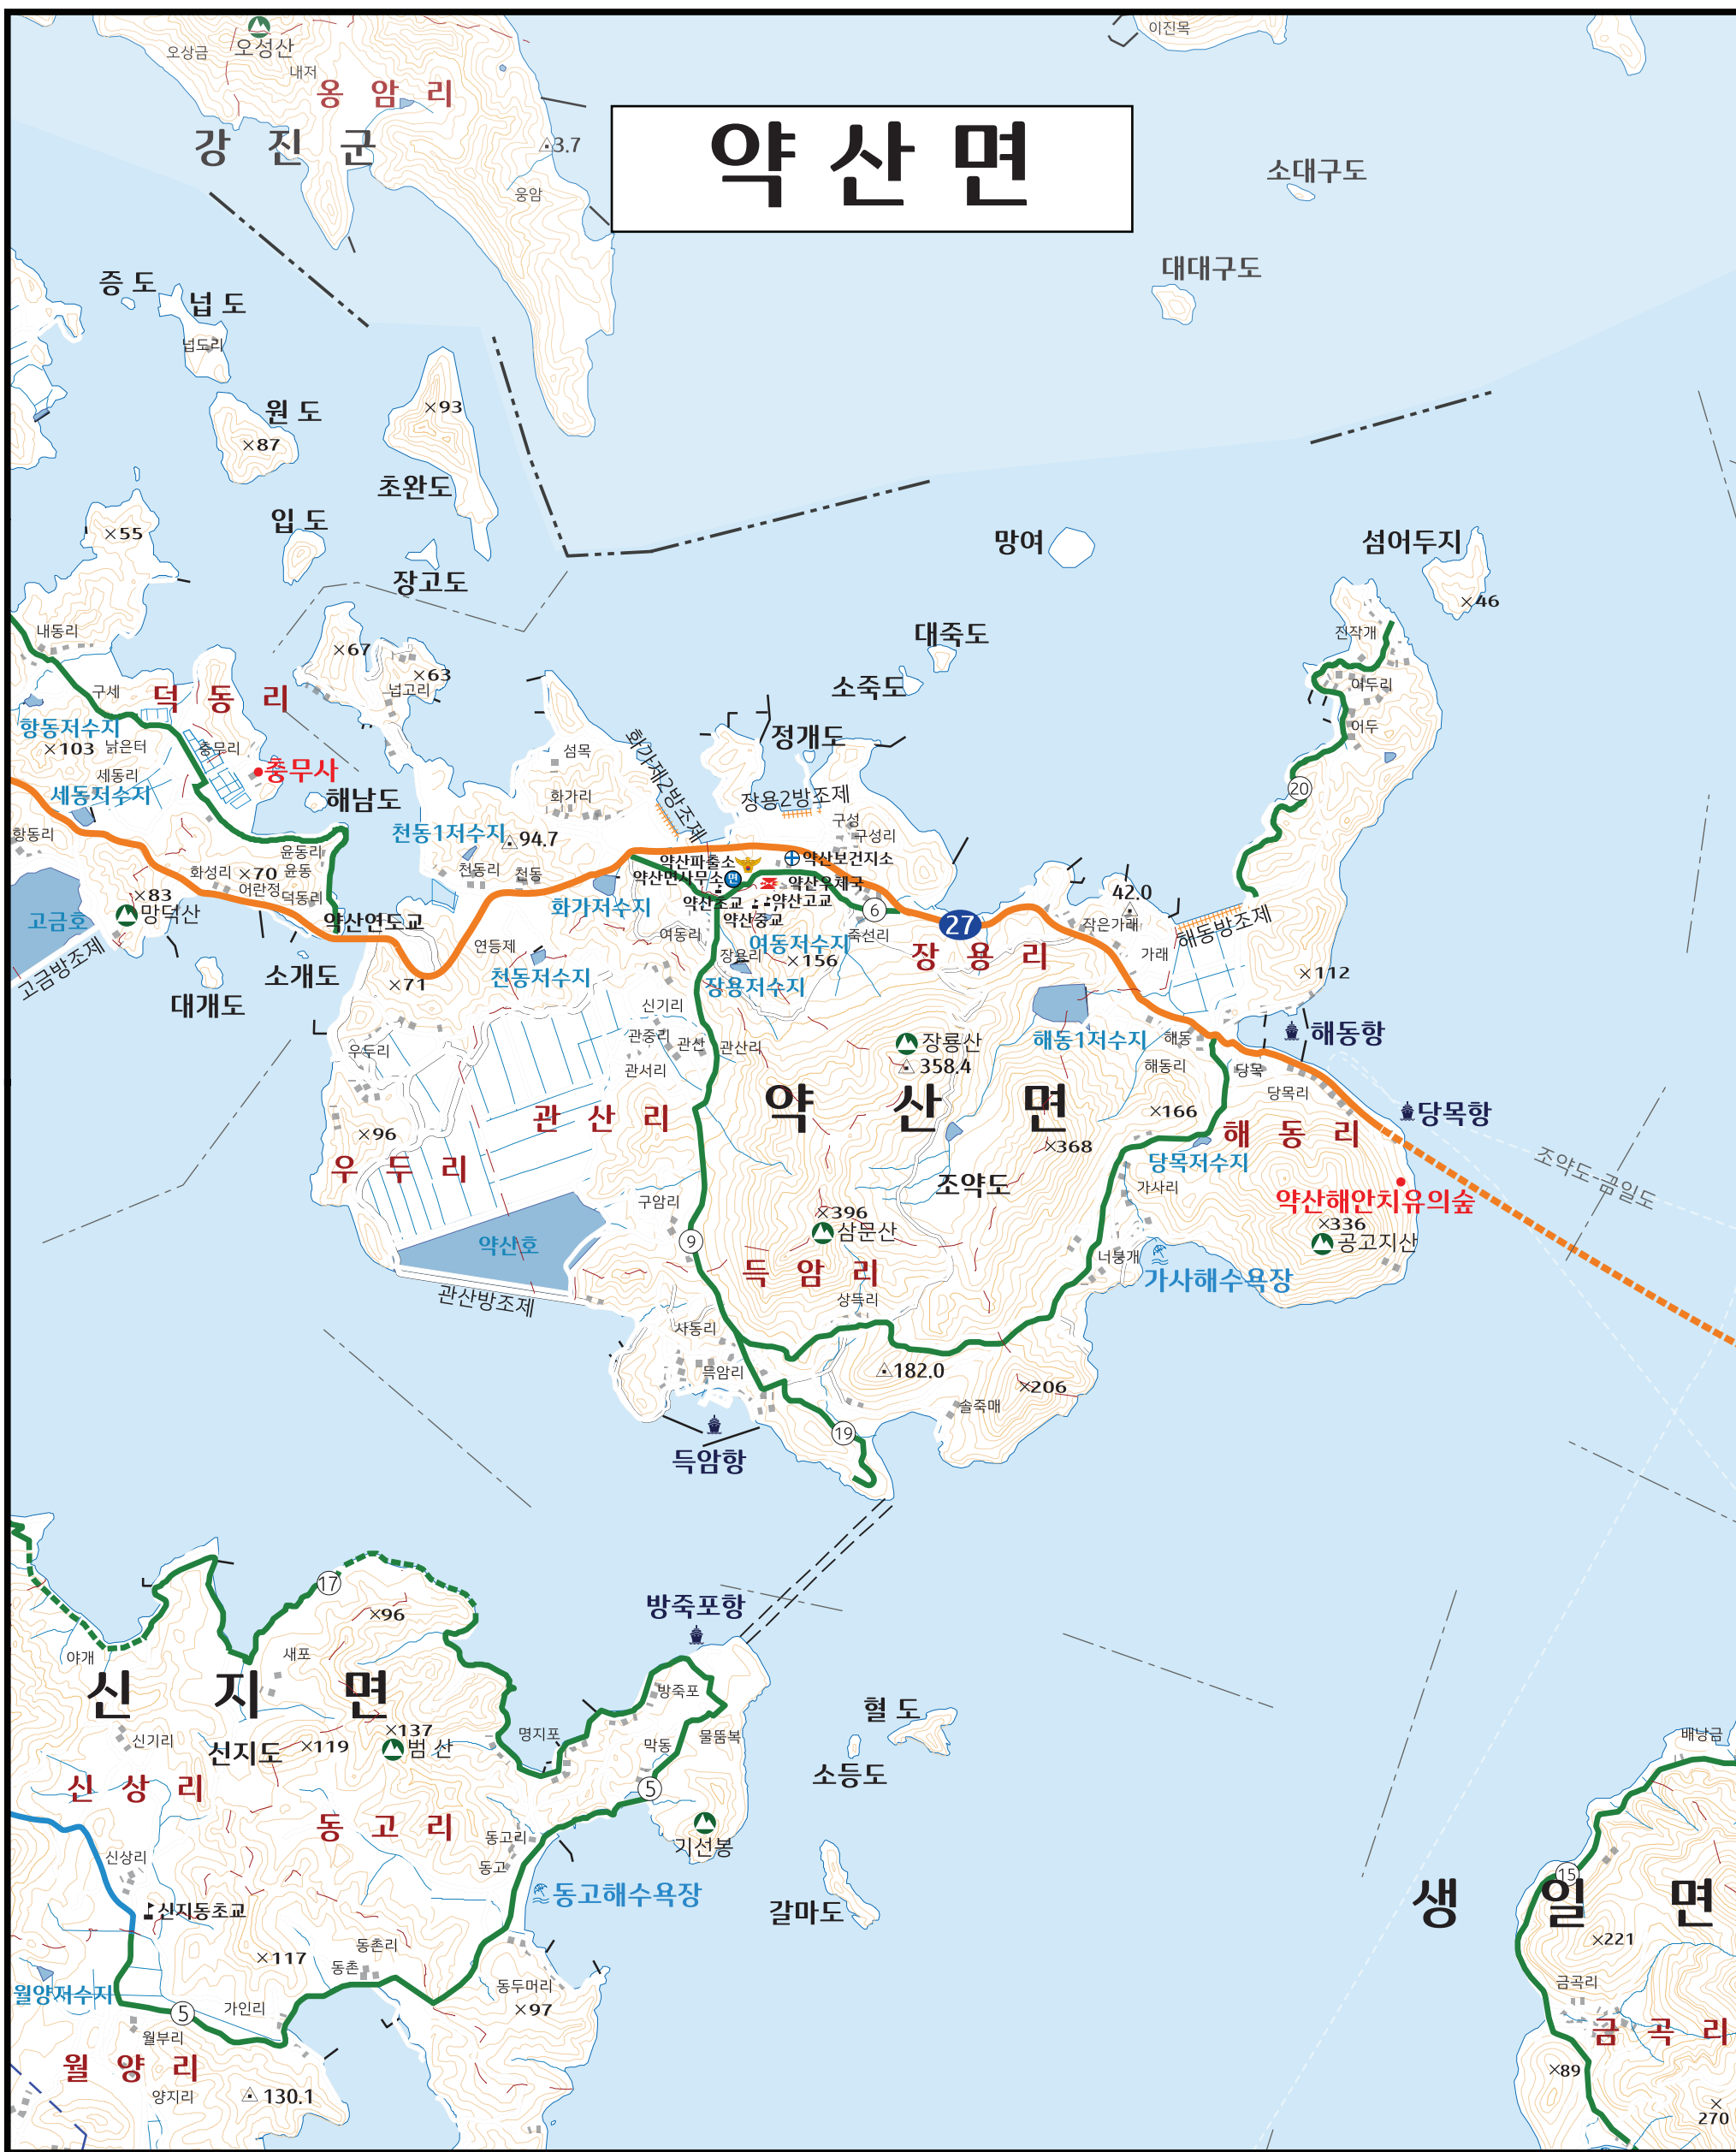 이진목
오상금
오성산
내저
옹암리
강진군
3.7
웅암
약산면
소대구도
대대구도
증도
넙도
넙도리
원도
×93
×87
초완도
입도
×55
장고도
망여
섬어두지
×46
내동리
대죽도
진작개
×67
×63
넙고리
소죽도
여두리
구세
덕동리
어두
항동저수지
×103
낡은터
충무리
섬목
화가제2방조제
정개도
충무사
세동리
세동저수지
해남도
화가리
장용2방조제
20
구성
구성리
항동리
천동1저수지
94.7
윤동리
윤동
약산파출소
약산보건지소
화성리
×70
천동리
천동
약산면사무소
면
약산우체국
어란정
덕동리
×83
망덕산
화가저수지
약산초교
약산고교
약산중교
6
27
42.0
작은가래
해동방조제
고금호
약산연도교
여동리
죽선리
여동저수지
연등제
장용리
장용리
×156
가래
고금방조제
소개도
천동저수지
×71
장용저수지
×112
대개도
신기리
관중리
관산
관산리
장룡산
358.4
해동1저수지
해동
해동항
우두리
관서리
해동리
당목
당목리
관산리
약산면
×166
당목항
×96
×368
해동리
우두리
당목저수지
조약도-금일도
조약도
가사리
구암리
약산해안치유의숲
×396
삼문산
×336
공고지산
약산호
9
너붕개
득암리
가사해수욕장
관산방조제
상득리
사동리
득암리
182.0
×206
솔죽매
19
득암항
17
방죽포항
×96
야개
새포
신지면
방죽포
혈도
×137
신기리
신지도
×119
범산
명지포
물뚬복
막동
배낭금
소등도
신상리
5
동고리
동고리
기선봉
신상리
동고
15
동고해수욕장
생일면
신지동초교
갈마도
×221
동촌리
×117
동촌
월양저수지
동두머리
금곡리
5
가인리
×97
월부리
금곡리
월양리
×89
양지리
130.1
×
270